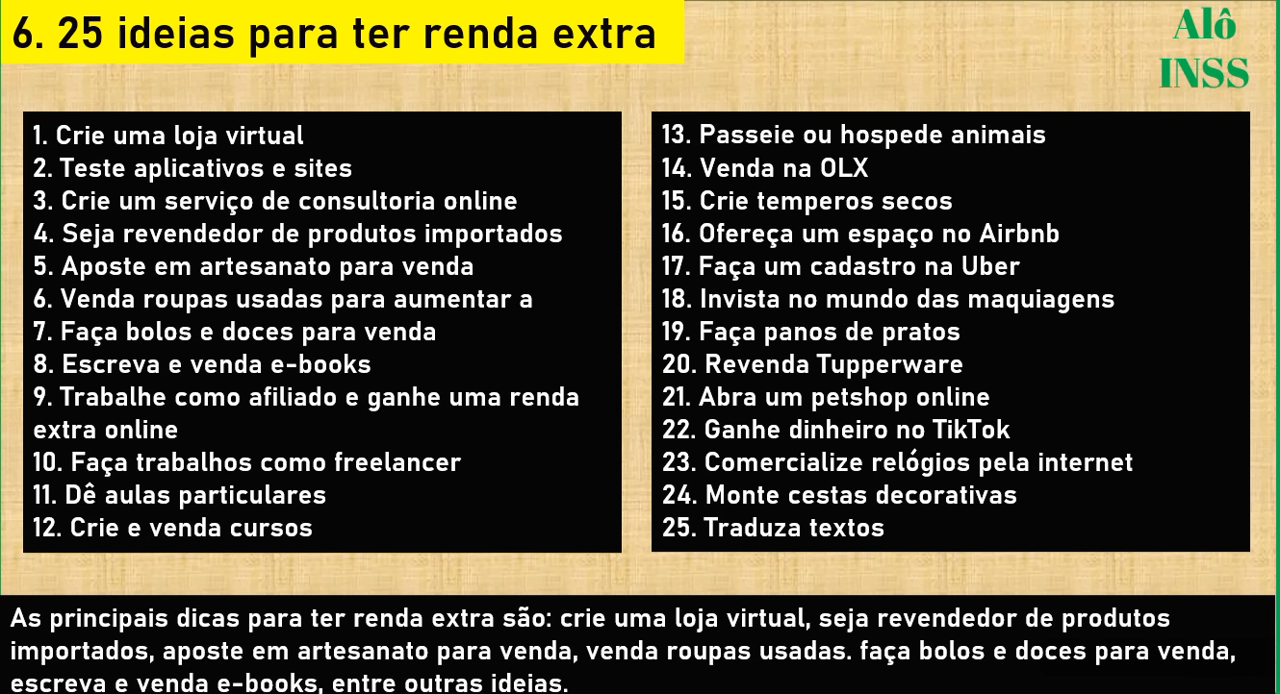 6. 25 ideias para ter renda extra
Alô
INSS
1. Crie uma loja virtual
2. Teste aplicativos e sites
3. Crie um serviço de consultoria online
4. Seja revendedor de produtos importados
5. Aposte em artesanato para venda
6. Venda roupas usadas para aumentar a
7. Faça bolos e doces para venda
8. Escreva e venda e-books
9. Trabalhe como afiliado e ganhe uma renda
extra online
10. Faça trabalhos como freelancer
11. Dê aulas particulares
12. Crie e venda cursos
13. Passeie ou hospede animais
14. Venda na OLX
15. Crie temperos secos
16. Ofereça um espaço no Airbnb
17. Faça um cadastro na Uber
18. Invista no mundo das maquiagens
19. Faça panos de pratos
20. Revenda Tupperware
21. Abra um petshop online
22. Ganhe dinheiro no TikTok
23. Comercialize relógios pela internet
24. Monte cestas decorativas
25. Traduza textos
As principais dicas para ter renda extra são: crie uma loja virtual, seja revendedor de produtos
importados, aposte em artesanato para venda, venda roupas usadas. faça bolos e doces para venda,
escreva e venda e-books, entre outras ideias.